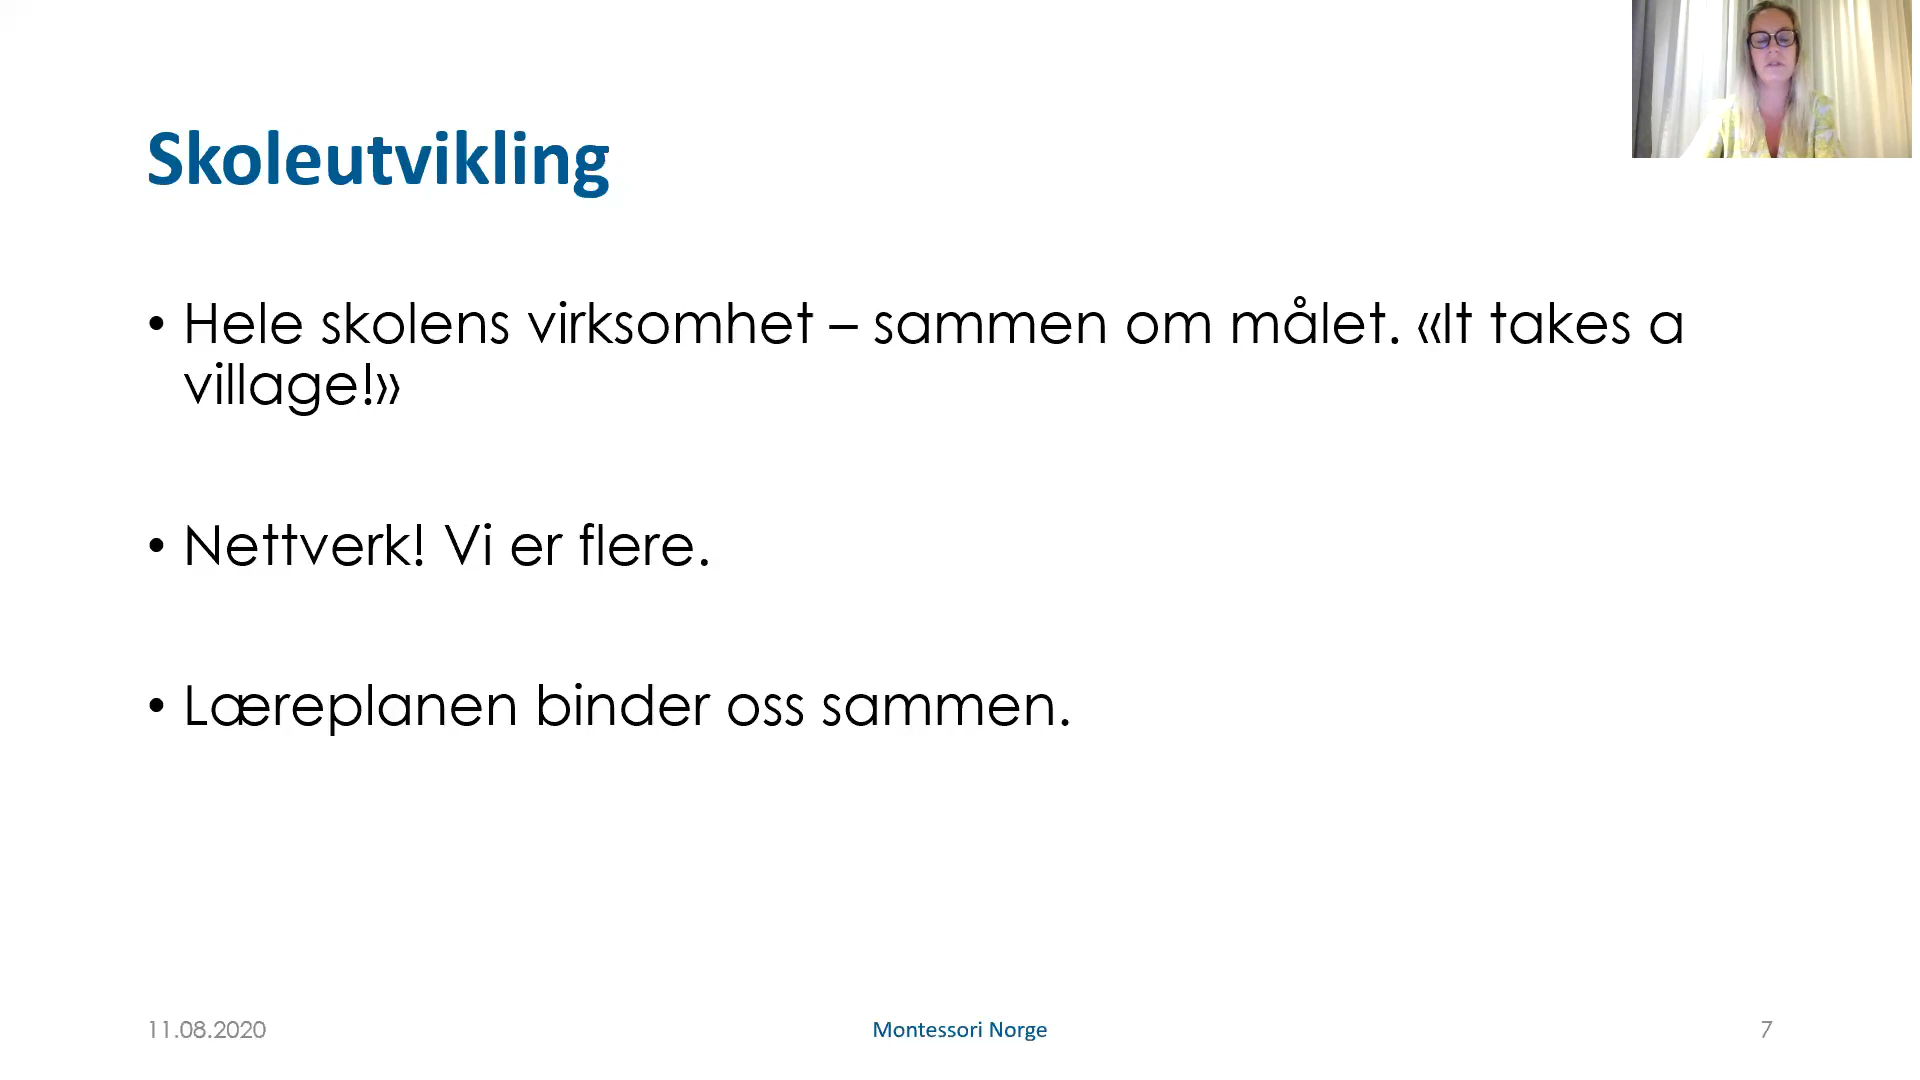 Skoleutvikling
• Hele skolens virksomhet – sammen om målet. «It takes a
village!»
• Nettverk! Vi er flere.
• Læreplanen binder oss sammen.
11.08.2020
Montessori Norge
7